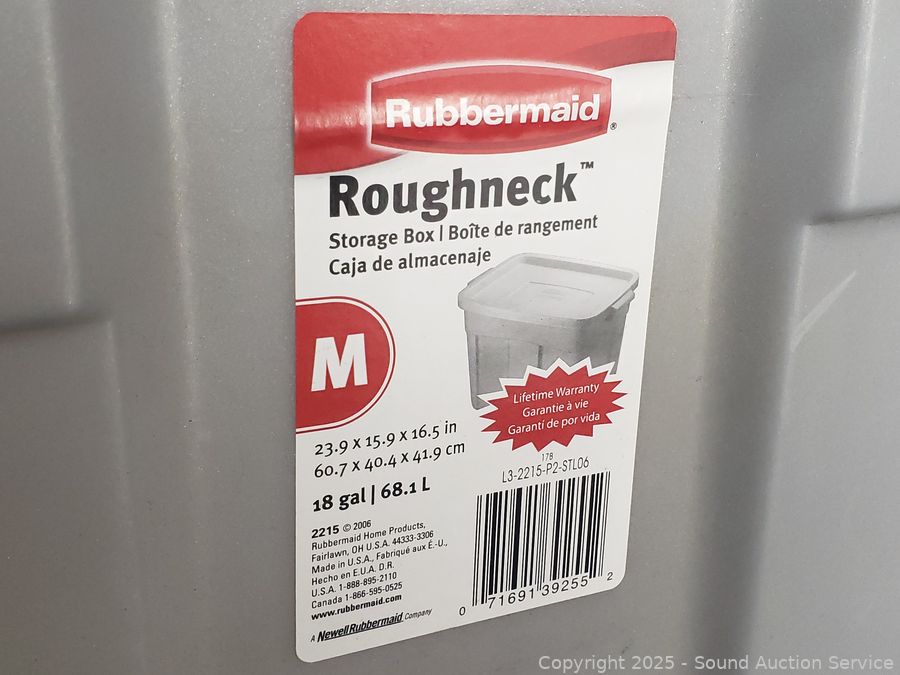 Rubbermaid®
Roughneck™
Storage Box | Boîte de rangement
Caja de almacenaje
M
Lifetime Warranty
Garantie à vie
Garantí de por vida
23.9 x 15.9 x 16.5 in
60.7 x 40.4 x 41.9 cm
18 gal | 68.1 L
178
L3-2215-P2-STL06
2215 © 2006
Rubbermaid Home Products,
Fairlawn, OH U.S.A. 44333-3306
Made in U.S.A., Fabriqué aux É.-U.,
Hecho en E.U.A. D.R.
U.S.A. 1-888-895-2110
Canada 1-866-595-0525
www.rubbermaid.com
A NewellRubbermaid Company
0 71691 39255 2
Copyright 2025 - Sound Auction Service